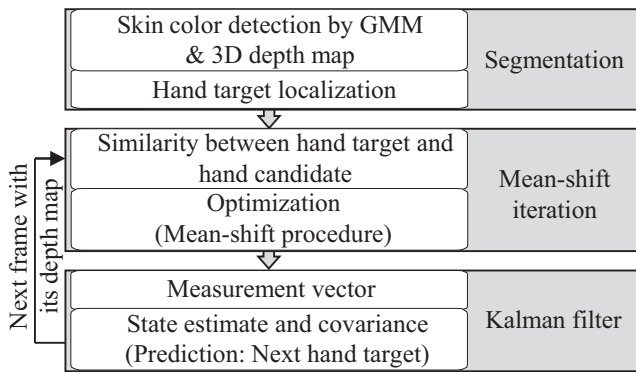 Skin color detection by GMM
& 3D depth map
Hand target localization
Segmentation
Similarity between hand target and
hand candidate
Optimization
(Mean-shift procedure)
Mean-shift
iteration
Measurement vector
State estimate and covariance
(Prediction: Next hand target)
Kalman filter
Next frame with
its depth map